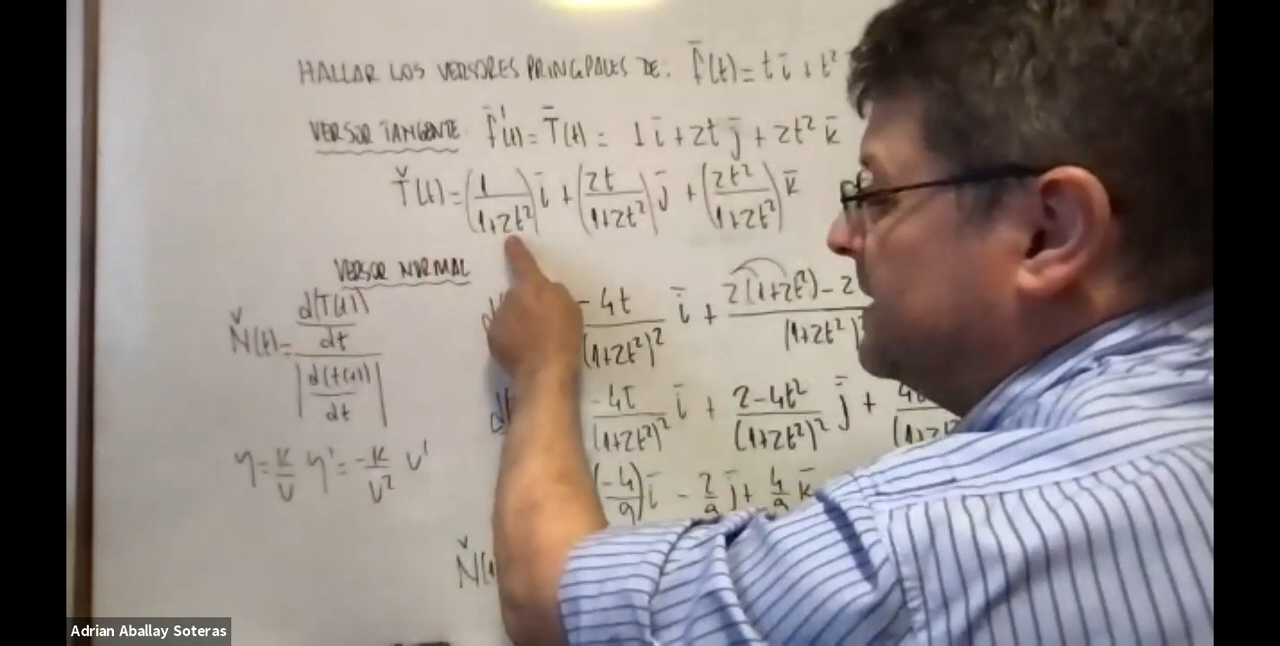 HALLAR LOS VERSORES PRINCIPALES DE: f̄(t) = t ī + t²
VERSOR TANGENTE f̄'(t) = T̄(t) = 1 ī + 2t j̄ + 2t² k̄
Ť(t) = (1/(1+2t²)) ī + (2t/(1+2t²)) j̄ + (2t²/(1+2t²)) k̄
VERSOR NORMAL
Ň(t) = (d(T(t))/dt) / |d(T(t))/dt|
-4t/(1+2t²)² ī + 2(1+2t²) - 2 /(1+2t²)²
-4t/(1+2t²)² ī + (2-4t²)/(1+2t²)² j̄ +
y = k/v y' = -k/v² v'
(-4/9) ī - 2/9 j̄ + 4/9 k̄
Ň(
Adrian Aballay Soteras